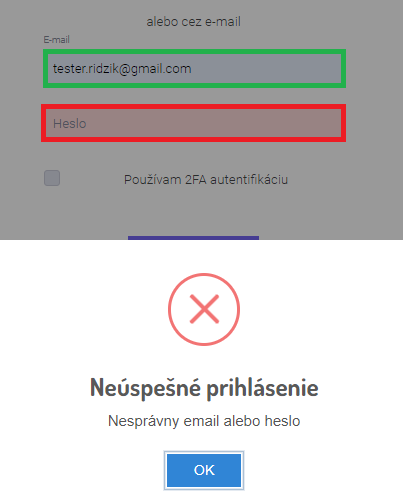 alebo cez e-mail
E-mail
tester.ridzik@gmail.com
Heslo
Používam 2FA autentifikáciu
Neúspešné prihlásenie
Nesprávny email alebo heslo
OK